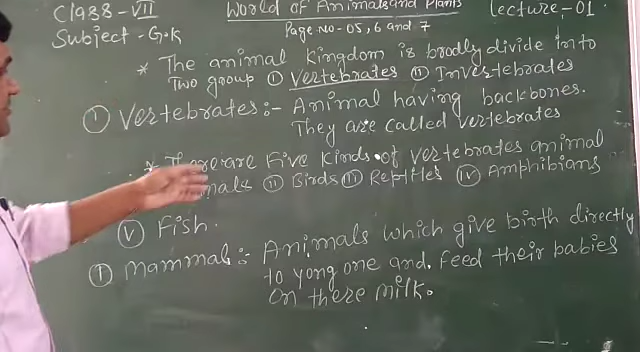 Class - VII
World of Animals and Plants
Lecture - 01
Subject - G.K
Page No - 05, 6 and 7
* The animal kingdom is brodly divide into
Two group (i) Vertebrates (ii) Invertebrates
(i) Vertebrates :- Animal having backbones.
They are called vertebrates
* There are five kinds of vertebrates animal
(ii) Birds (iii) Reptiles (iv) Amphibians
(v) Fish.
(i) Mammal :- Animals which give birth directly
to yong one and feed their babies
on there milk.